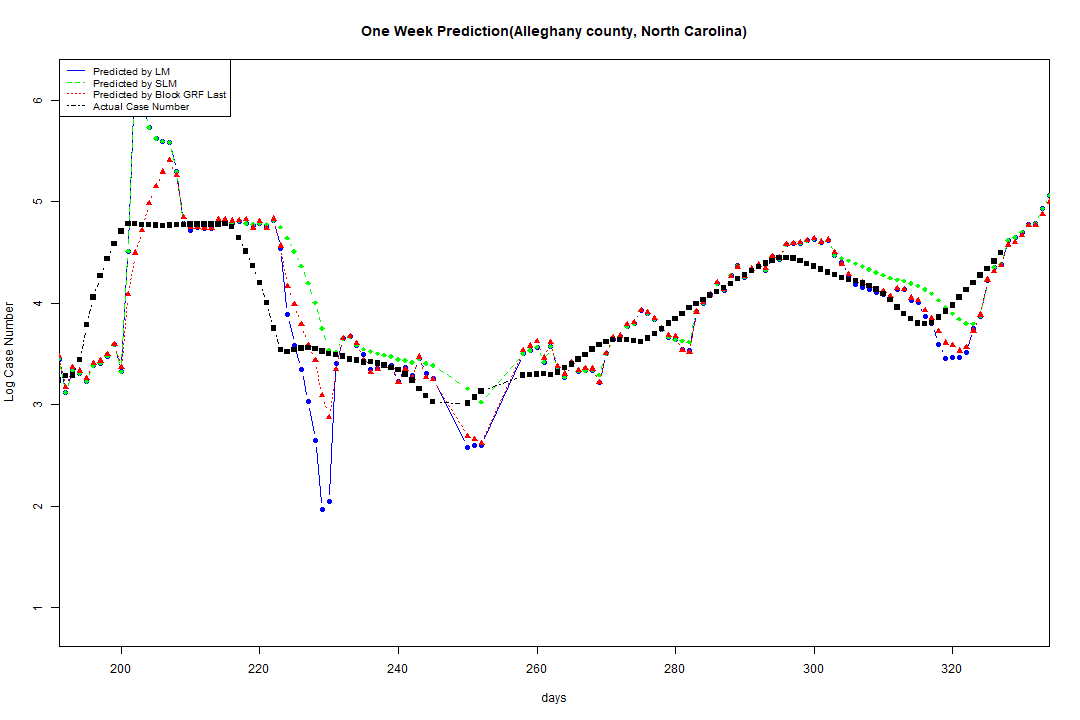 One Week Prediction(Alleghany county, North Carolina)
Predicted by LM
Predicted by SLM
Predicted by Block GRF Last
Actual Case Number
6
5
4
3
2
1
Log Case Number
200 220 240 260 280 300 320
days